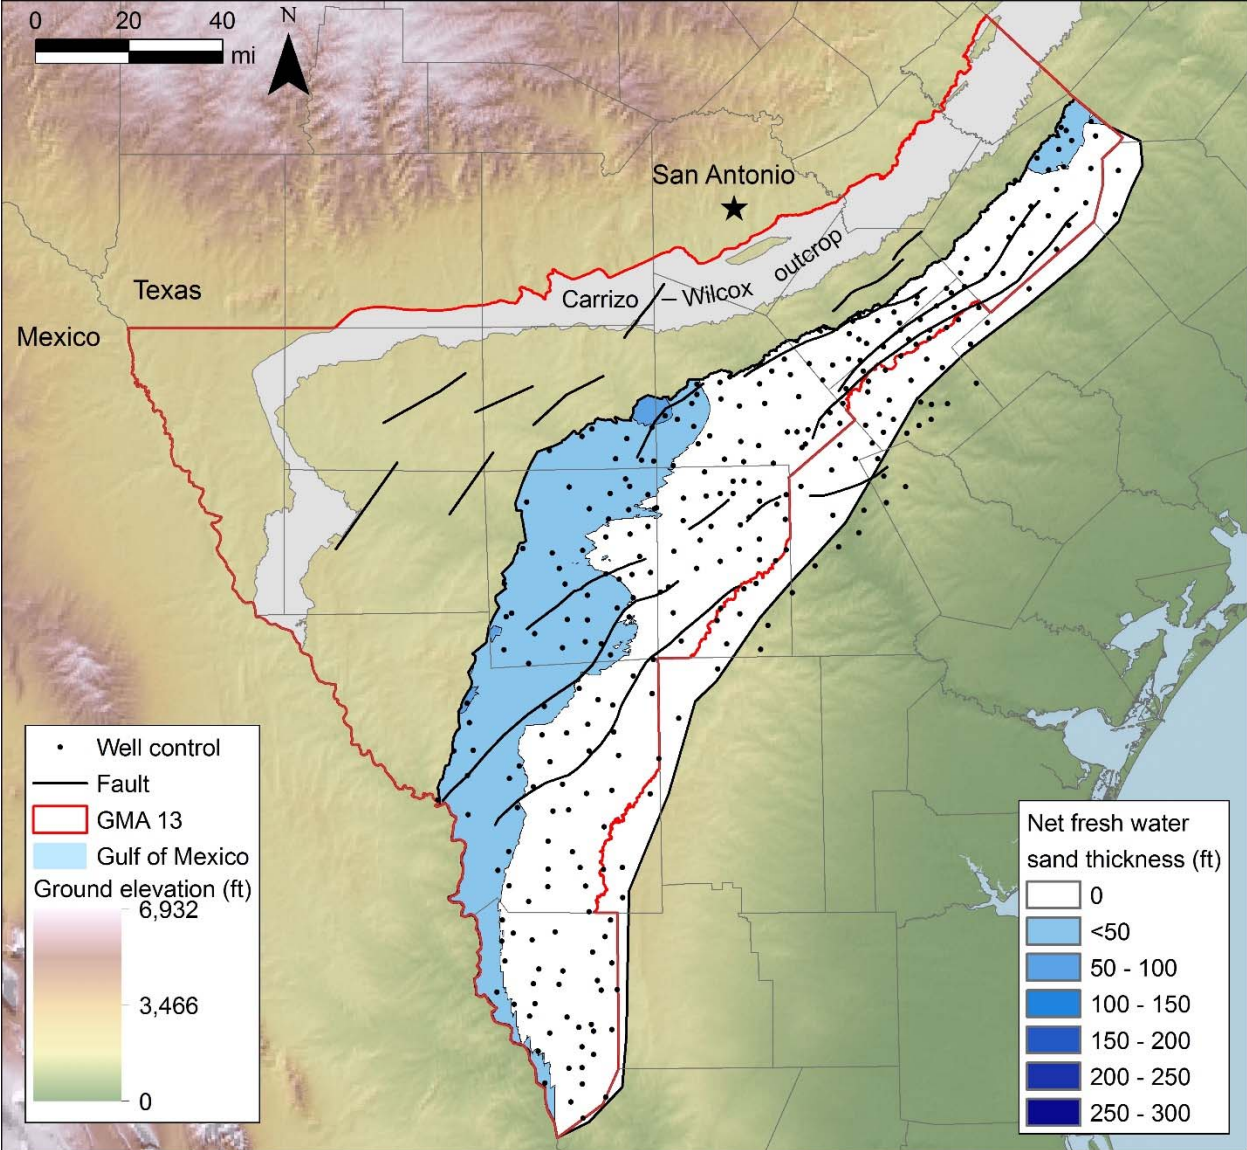 0 20 40
mi
N
San Antonio
Texas
Mexico
Carrizo – Wilcox outcrop
Well control
Fault
GMA 13
Gulf of Mexico
Ground elevation (ft)
6,932
3,466
0
Net fresh water
sand thickness (ft)
0
<50
50 - 100
100 - 150
150 - 200
200 - 250
250 - 300